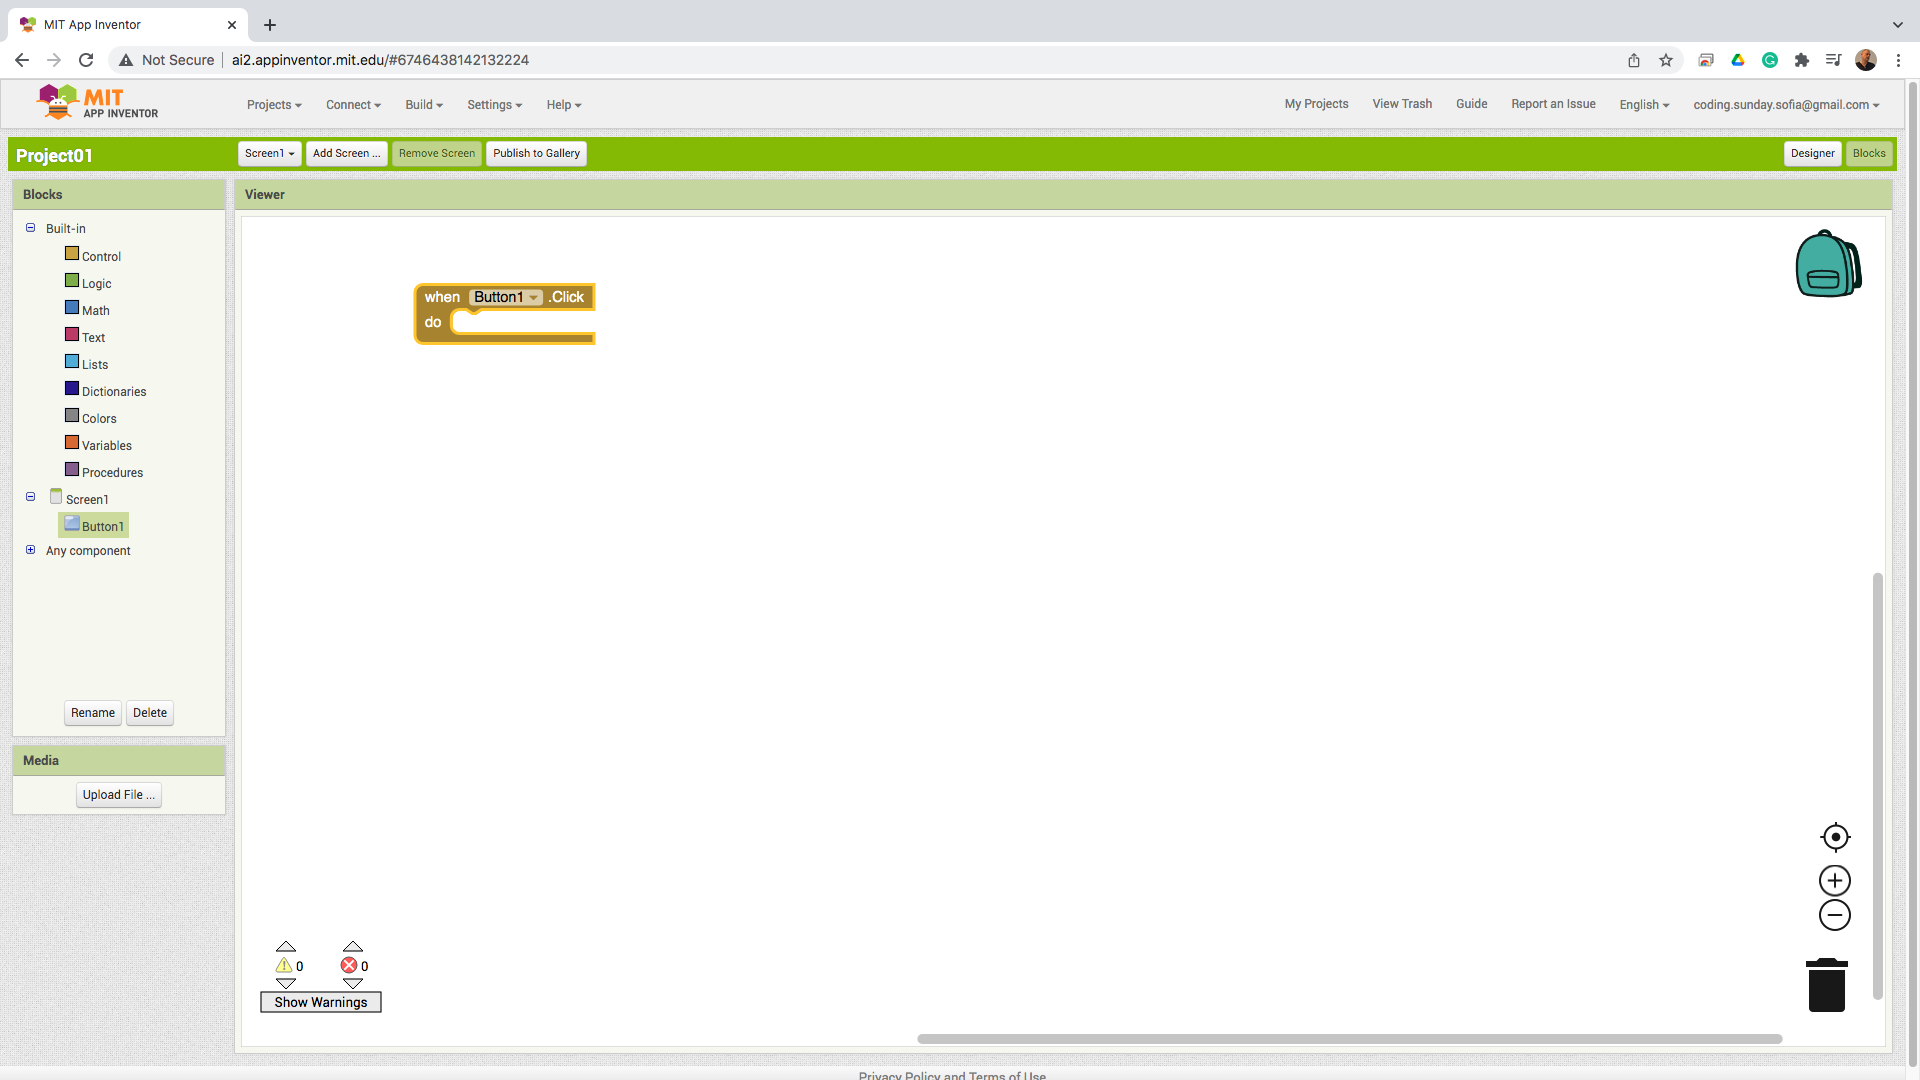 MIT App Inventor
Not Secure ai2.appinventor.mit.edu/#6746438142132224
MIT
APP INVENTOR
Projects Connect Build Settings Help My Projects View Trash Guide Report an Issue English coding.sunday.sofia@gmail.com
Project01 Screen1 Add Screen ... Remove Screen Publish to Gallery Designer Blocks
Blocks
Viewer
Built-in
Control
Logic
Math
Text
Lists
Dictionaries
Colors
Variables
Procedures
Screen1
Button1
Any component
Rename Delete
Media
Upload File ...
when Button1 .Click
do
0 0
Show Warnings
Privacy Policy and Terms of Use